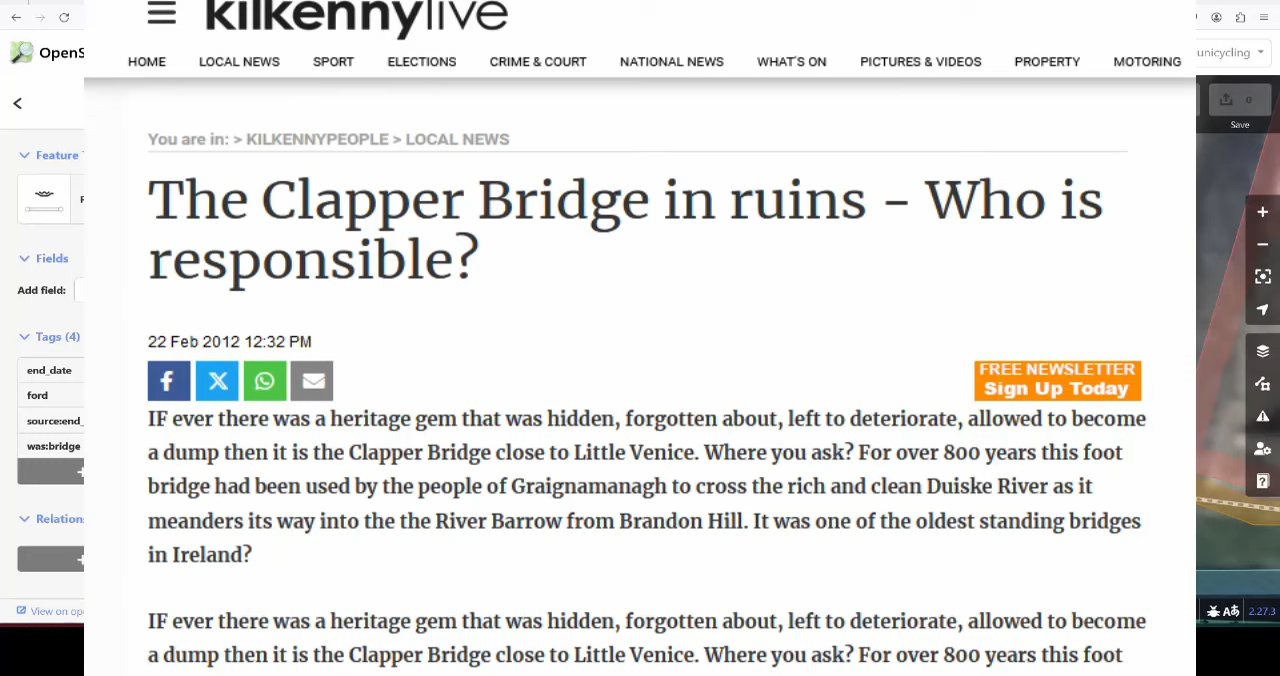 kilkennylive
OpenS
unicycling
HOME LOCAL NEWS SPORT ELECTIONS CRIME & COURT NATIONAL NEWS WHAT'S ON PICTURES & VIDEOS PROPERTY MOTORING
0
Save
You are in: > KILKENNYPEOPLE > LOCAL NEWS
Feature
The Clapper Bridge in ruins - Who is
responsible?
Fields
Add field:
22 Feb 2012 12:32 PM
Tags (4)
end_date
ford
source:end_
was:bridge
FREE NEWSLETTER
Sign Up Today
IF ever there was a heritage gem that was hidden, forgotten about, left to deteriorate, allowed to become
a dump then it is the Clapper Bridge close to Little Venice. Where you ask? For over 800 years this foot
bridge had been used by the people of Graignamanagh to cross the rich and clean Duiske River as it
meanders its way into the the River Barrow from Brandon Hill. It was one of the oldest standing bridges
in Ireland?
Relation
View on op
2.27.3
IF ever there was a heritage gem that was hidden, forgotten about, left to deteriorate, allowed to become
a dump then it is the Clapper Bridge close to Little Venice. Where you ask? For over 800 years this foot